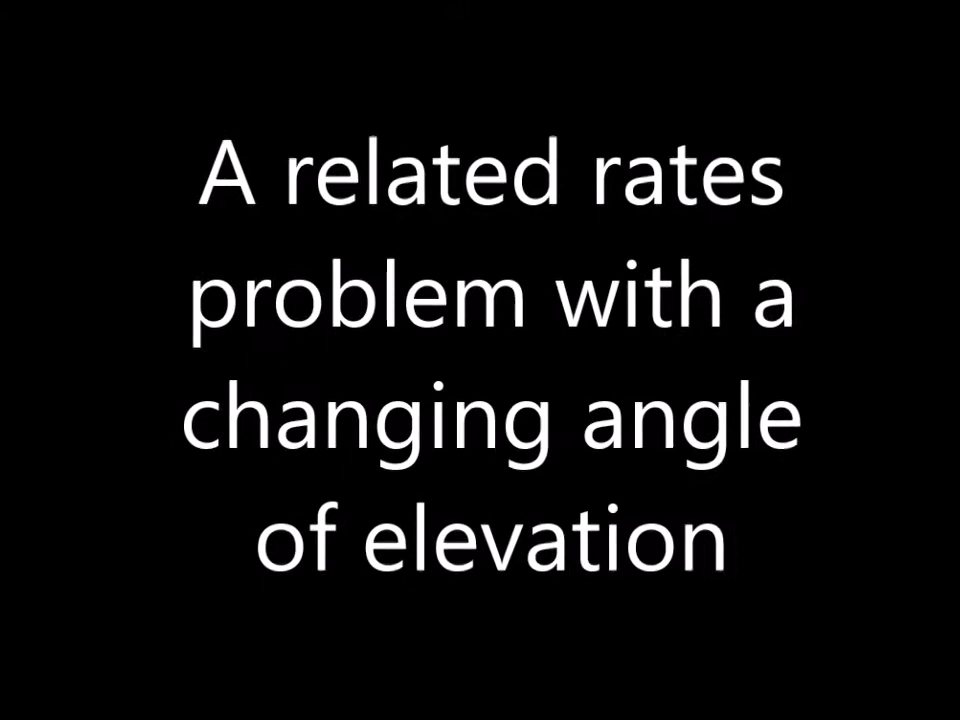 A related rates
problem with a
changing angle
of elevation